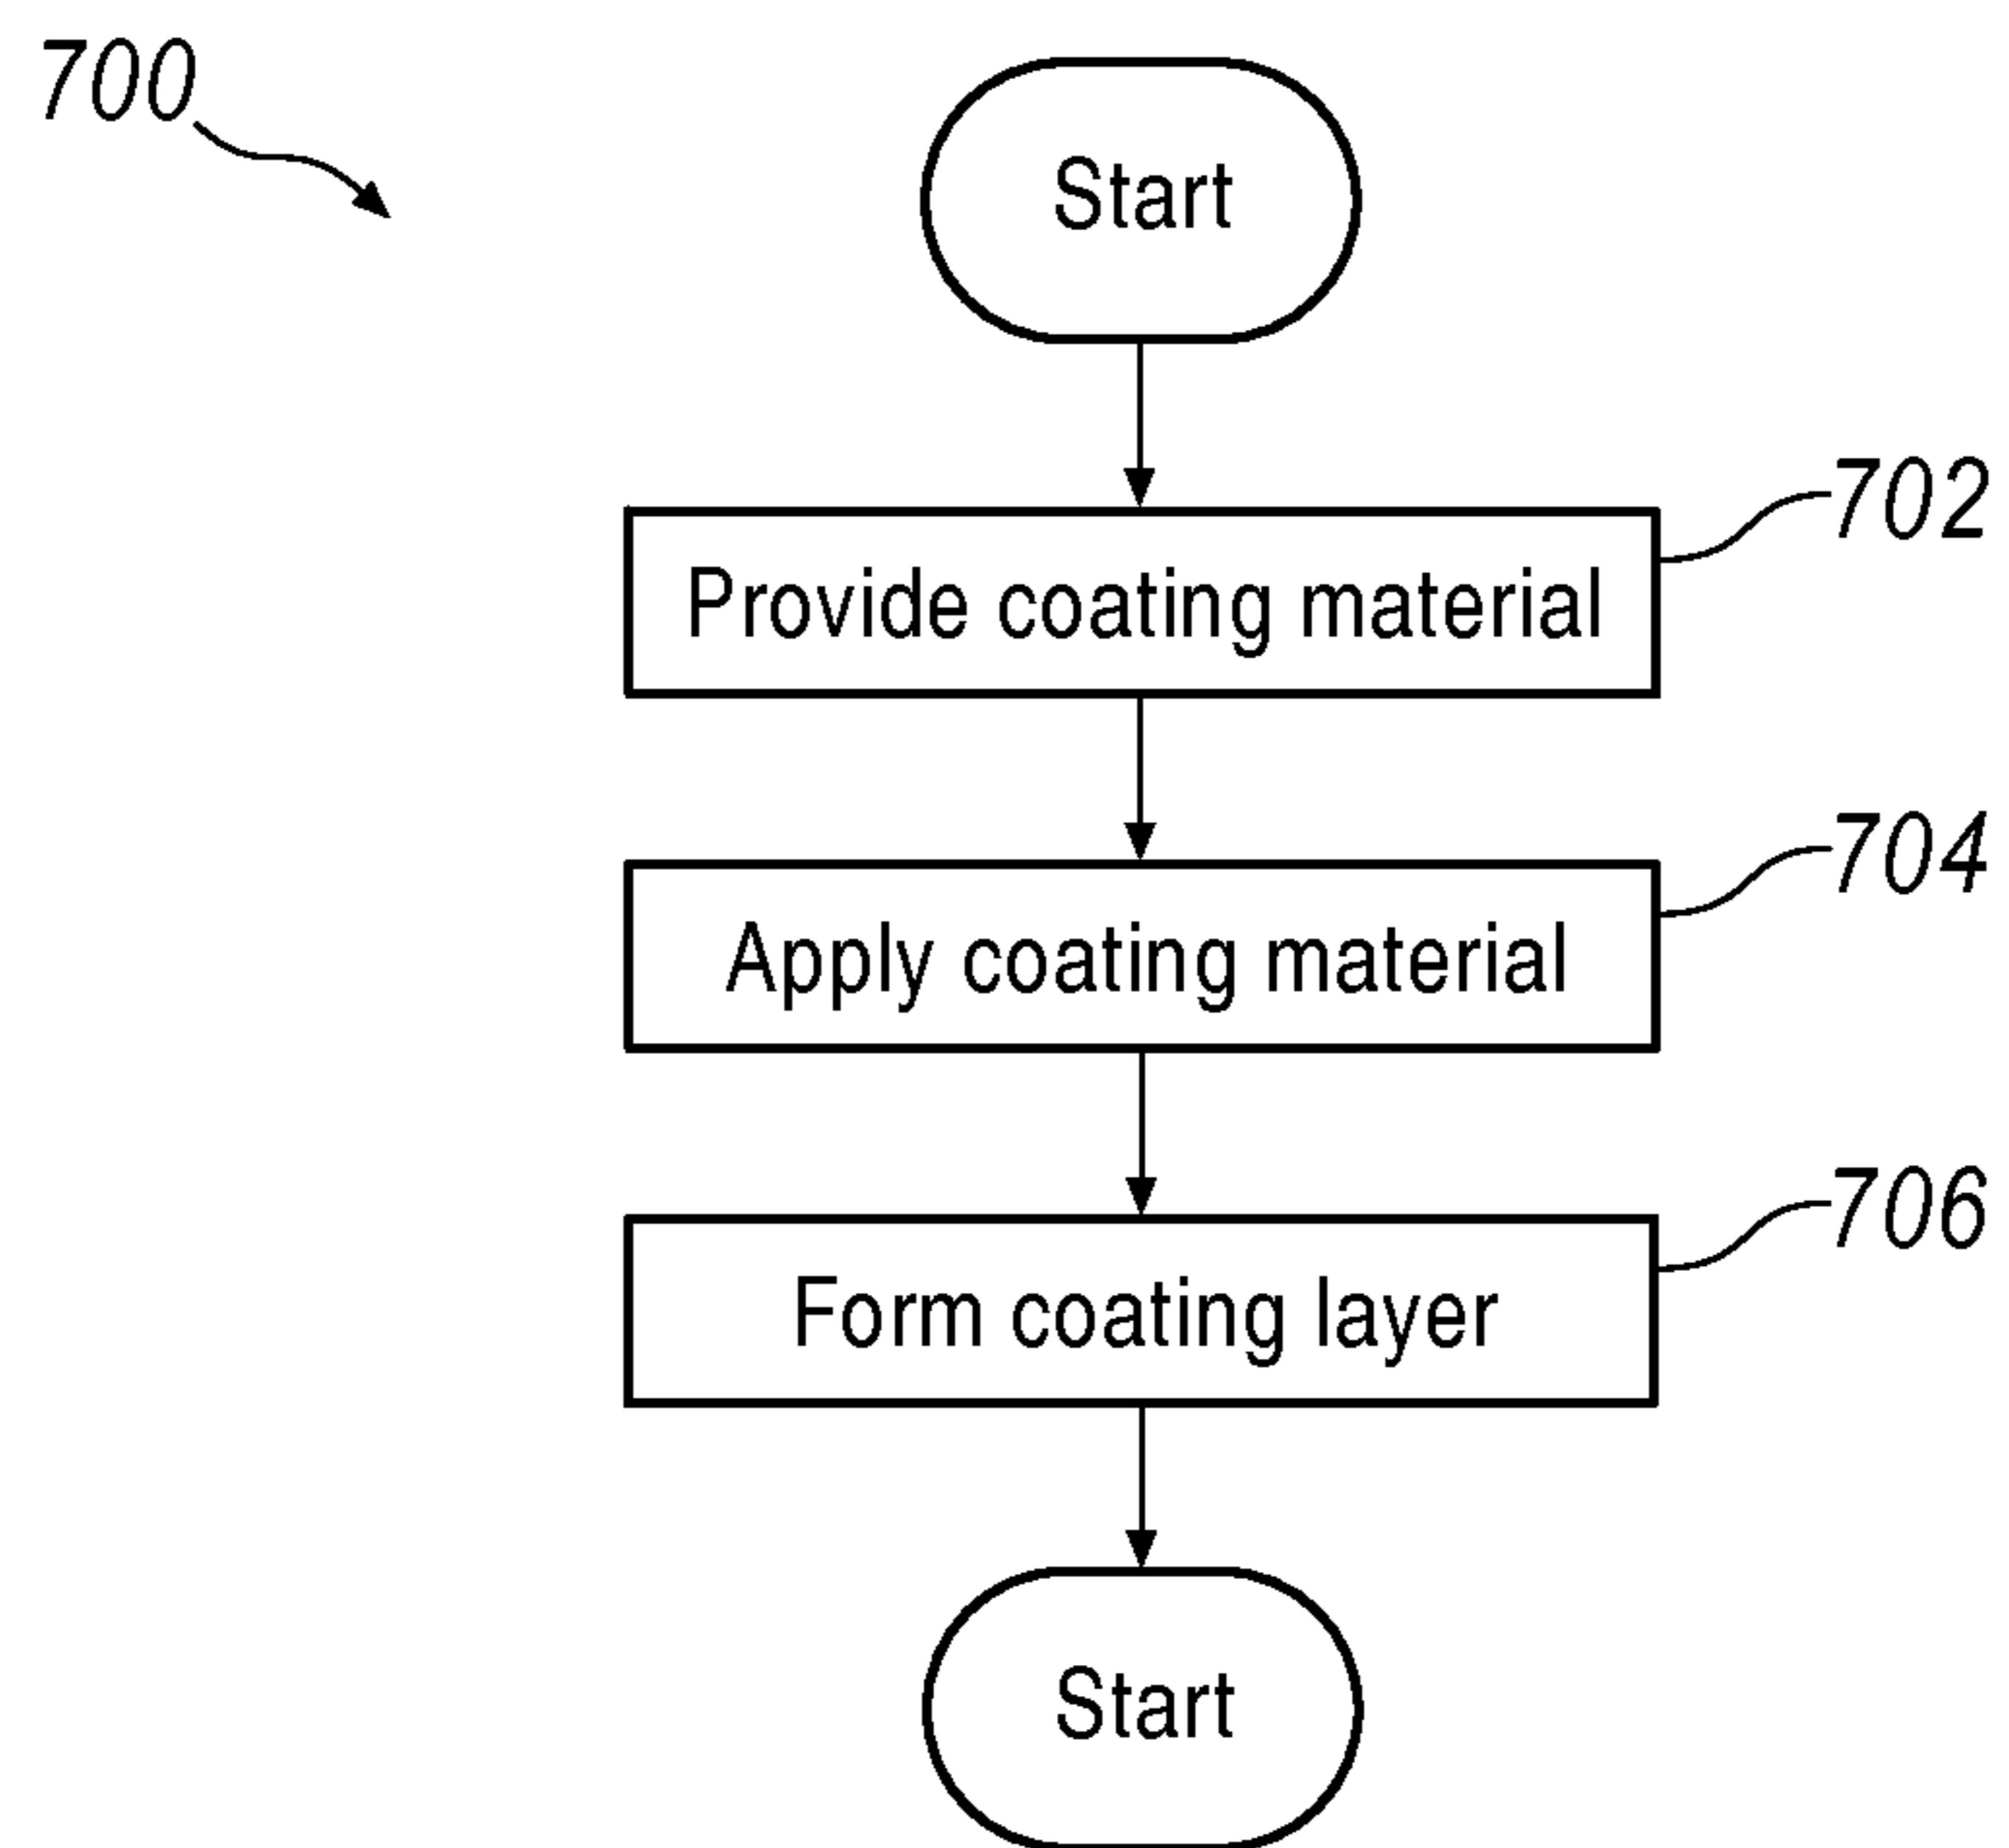 700
Start
Provide coating material
702
Apply coating material
704
Form coating layer
706
Start